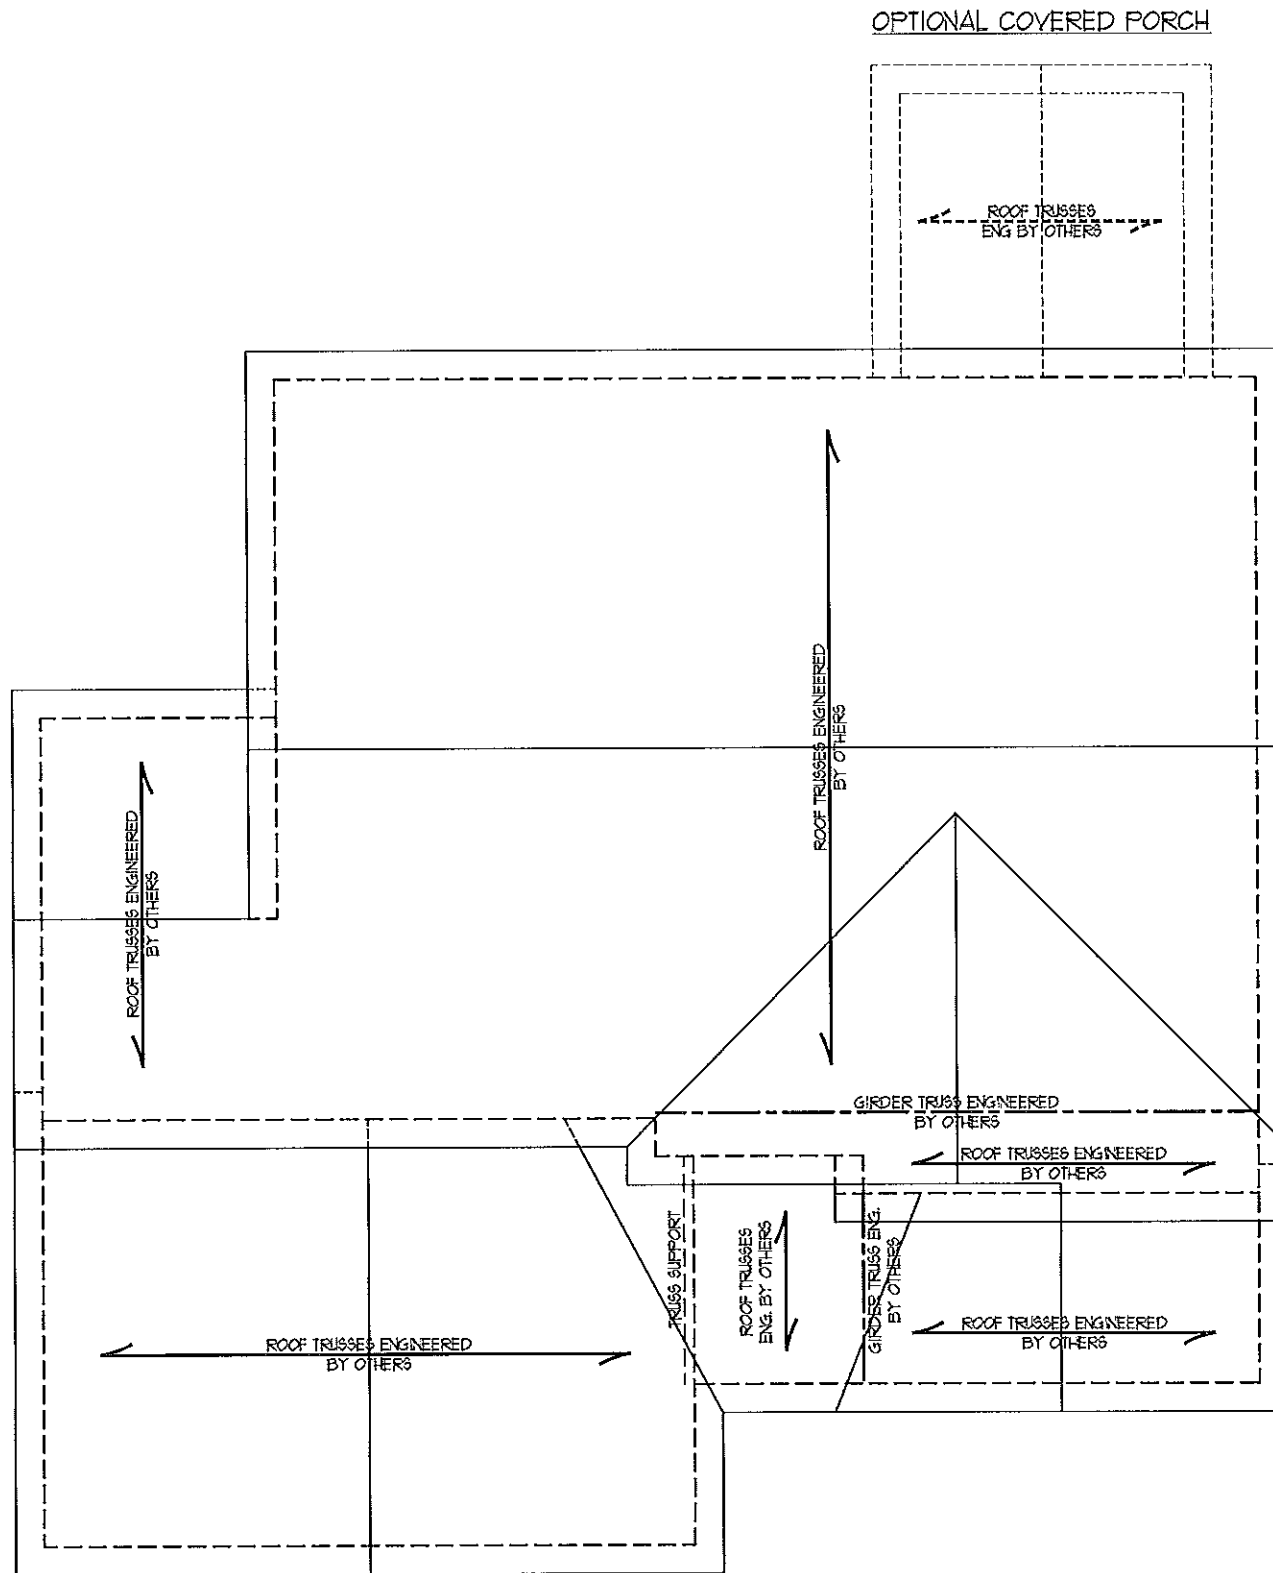 OPTIONAL COVERED PORCH
ROOF TRUSSES
ENG BY OTHERS
ROOF TRUSSES ENGINEERED
BY OTHERS
ROOF TRUSSES ENGINEERED
BY OTHERS
GIRDER TRUSS ENGINEERED
BY OTHERS
ROOF TRUSSES ENGINEERED
BY OTHERS
TRUSS SUPPORT
ROOF TRUSSES
ENG. BY OTHERS
GIRDER TRUSS ENG.
BY OTHERS
ROOF TRUSSES ENGINEERED
BY OTHERS
ROOF TRUSSES ENGINEERED
BY OTHERS